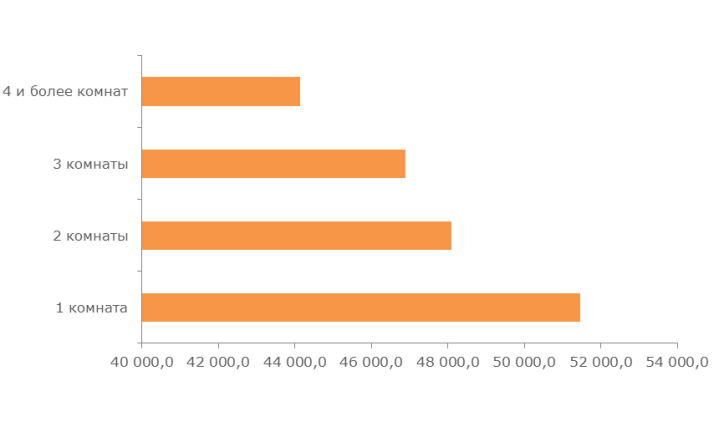 4 и более комнат
3 комнаты
2 комнаты
1 комната
40 000,0 42 000,0 44 000,0 46 000,0 48 000,0 50 000,0 52 000,0 54 000,0